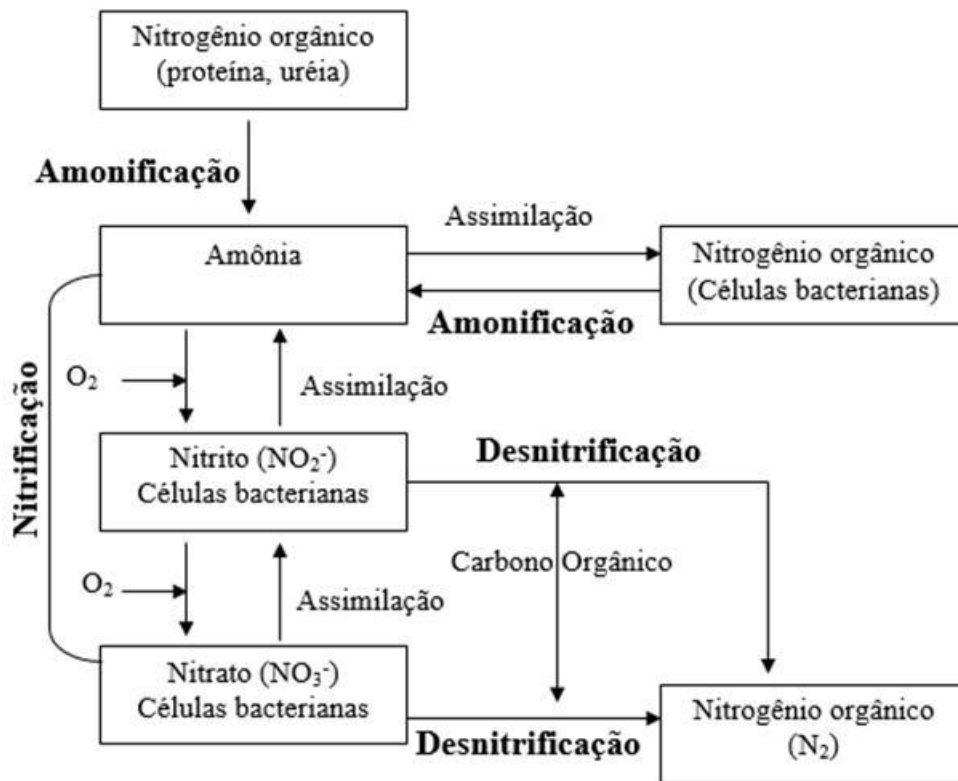 Nitrogênio orgânico
(proteína, uréia)
Amonificação
Assimilação
Amônia
Nitrogênio orgânico
(Células bacterianas)
Amonificação
Nitrificação
O₂
Assimilação
Nitrito (NO₂⁻)
Células bacterianas
Desnitrificação
Carbono Orgânico
O₂
Assimilação
Nitrato (NO₃⁻)
Células bacterianas
Desnitrificação
Nitrogênio orgânico
(N₂)